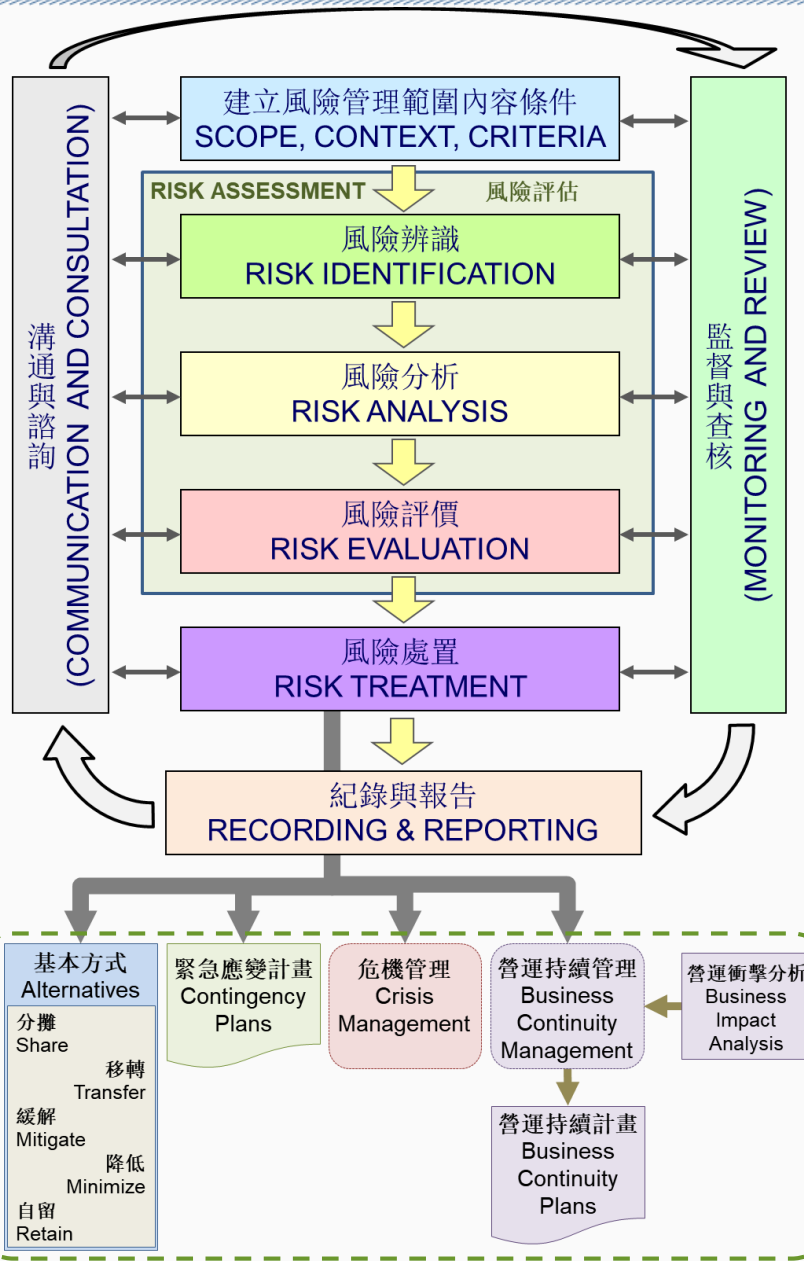 建立風險管理範圍內容條件
SCOPE, CONTEXT, CRITERIA
溝通與諮詢
(COMMUNICATION AND CONSULTATION)
監督與查核
(MONITORING AND REVIEW)
RISK ASSESSMENT
風險評估
風險辨識
RISK IDENTIFICATION
風險分析
RISK ANALYSIS
風險評價
RISK EVALUATION
風險處置
RISK TREATMENT
紀錄與報告
RECORDING & REPORTING
基本方式
Alternatives
分攤
Share
移轉
Transfer
緩解
Mitigate
降低
Minimize
自留
Retain
緊急應變計畫
Contingency
Plans
危機管理
Crisis
Management
營運持續管理
Business
Continuity
Management
營運衝擊分析
Business
Impact
Analysis
營運持續計畫
Business
Continuity
Plans